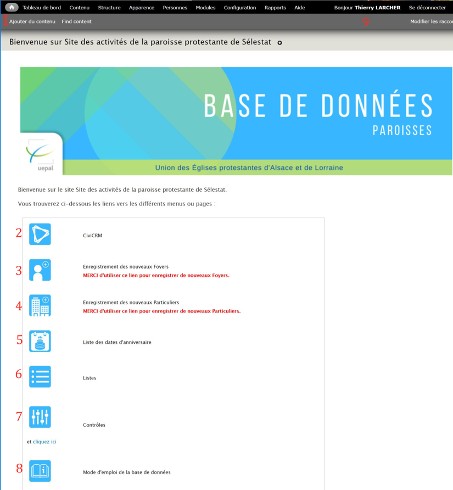 Tableau de bord Contenu Structure Apparence Personnes Modules Configuration Rapports Aide Bonjour Thierry LARCHER Se déconnecter
Ajouter du contenu Find content Modifier les raccou
Bienvenue sur Site des activités de la paroisse protestante de Sélestat
BASE DE DONNÉES
PAROISSES
uepal
Union des Églises protestantes d'Alsace et de Lorraine
Bienvenue sur le site Site des activités de la paroisse protestante de Sélestat.
Vous trouverez ci-dessous les liens vers les différents menus ou pages :
2 CiviCRM
3 Enregistrement des nouveaux Foyers
MERCI d'utiliser ce lien pour enregistrer de nouveaux Foyers.
4 Enregistrement des nouveaux Particuliers
MERCI d'utiliser ce lien pour enregistrer de nouveaux Particuliers.
5 Liste des dates d'anniversaire
6 Listes
7 Contrôles
et cliquez ici
8 Mode d'emploi de la base de données